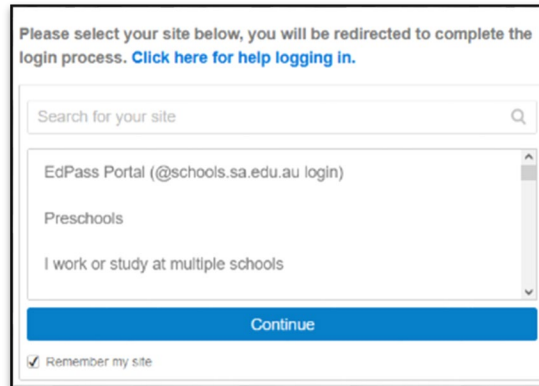 Please select your site below, you will be redirected to complete the
login process. Click here for help logging in.
Search for your site
EdPass Portal (@schools.sa.edu.au login)
Preschools
I work or study at multiple schools
Continue
Remember my site